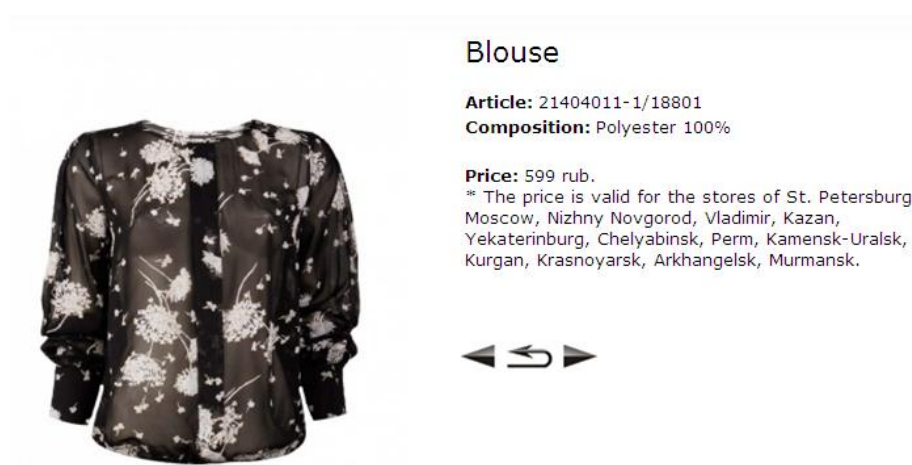 Blouse
Article: 21404011-1/18801
Composition: Polyester 100%
Price: 599 rub.
* The price is valid for the stores of St. Petersburg
Moscow, Nizhny Novgorod, Vladimir, Kazan,
Yekaterinburg, Chelyabinsk, Perm, Kamensk-Uralsk,
Kurgan, Krasnoyarsk, Arkhangelsk, Murmansk.